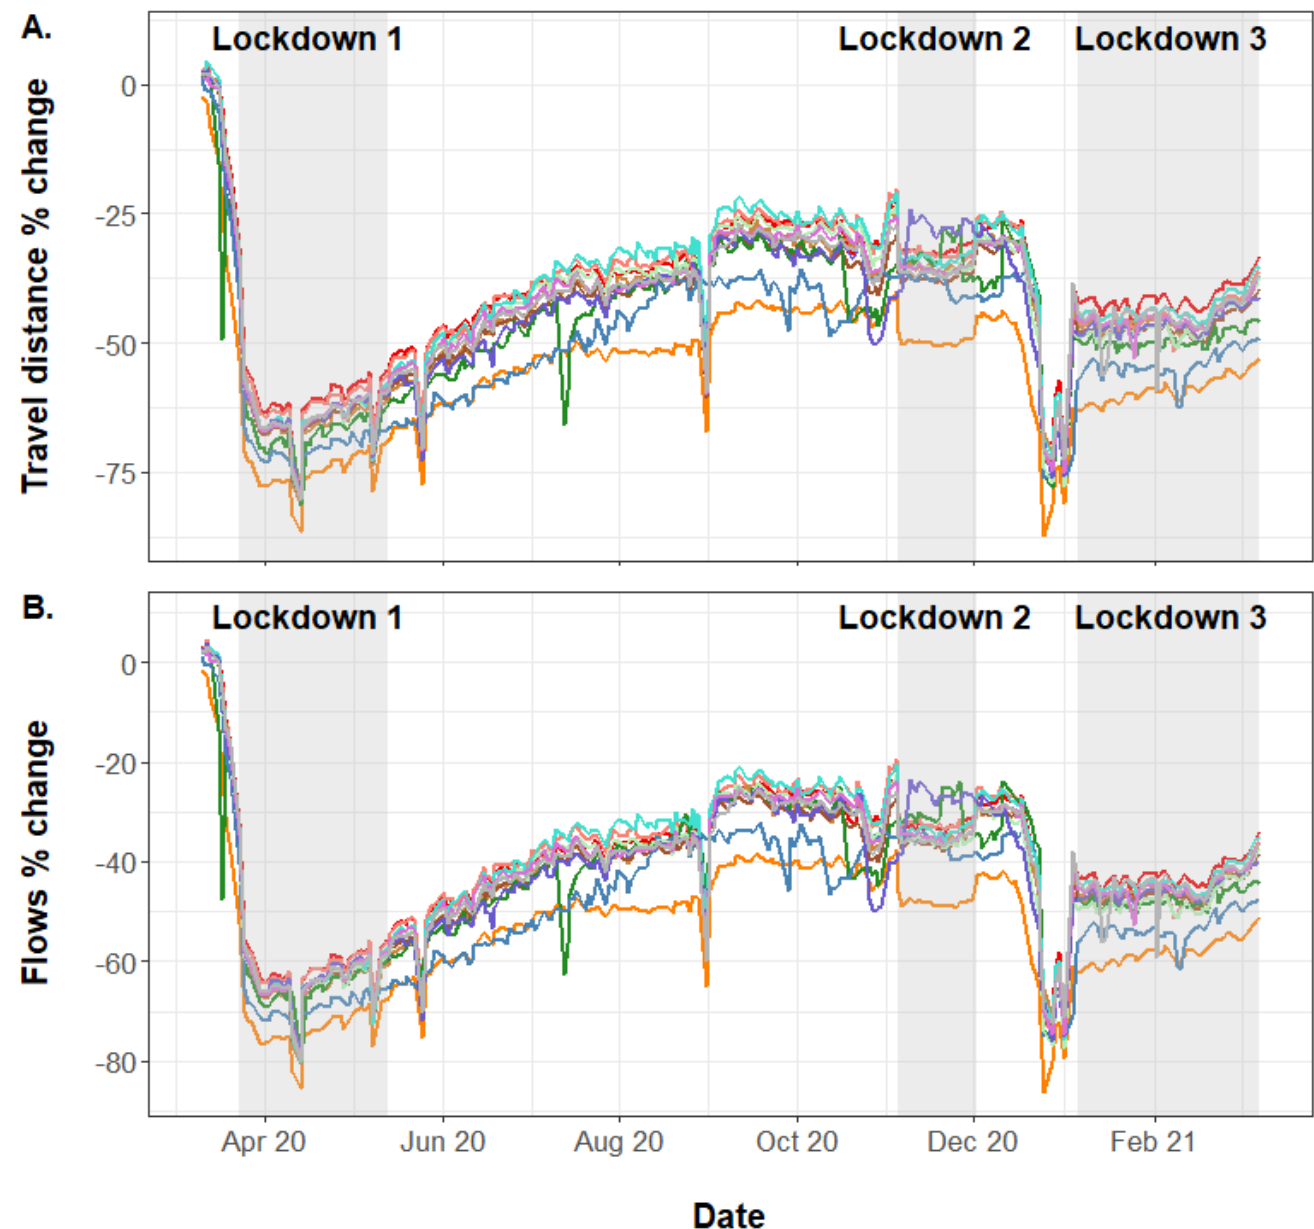 A.
Lockdown 1
Lockdown 2
Lockdown 3
Travel distance % change
0
-25
-50
-75
B.
Lockdown 1
Lockdown 2
Lockdown 3
Flows % change
0
-20
-40
-60
-80
Apr 20
Jun 20
Aug 20
Oct 20
Dec 20
Feb 21
Date